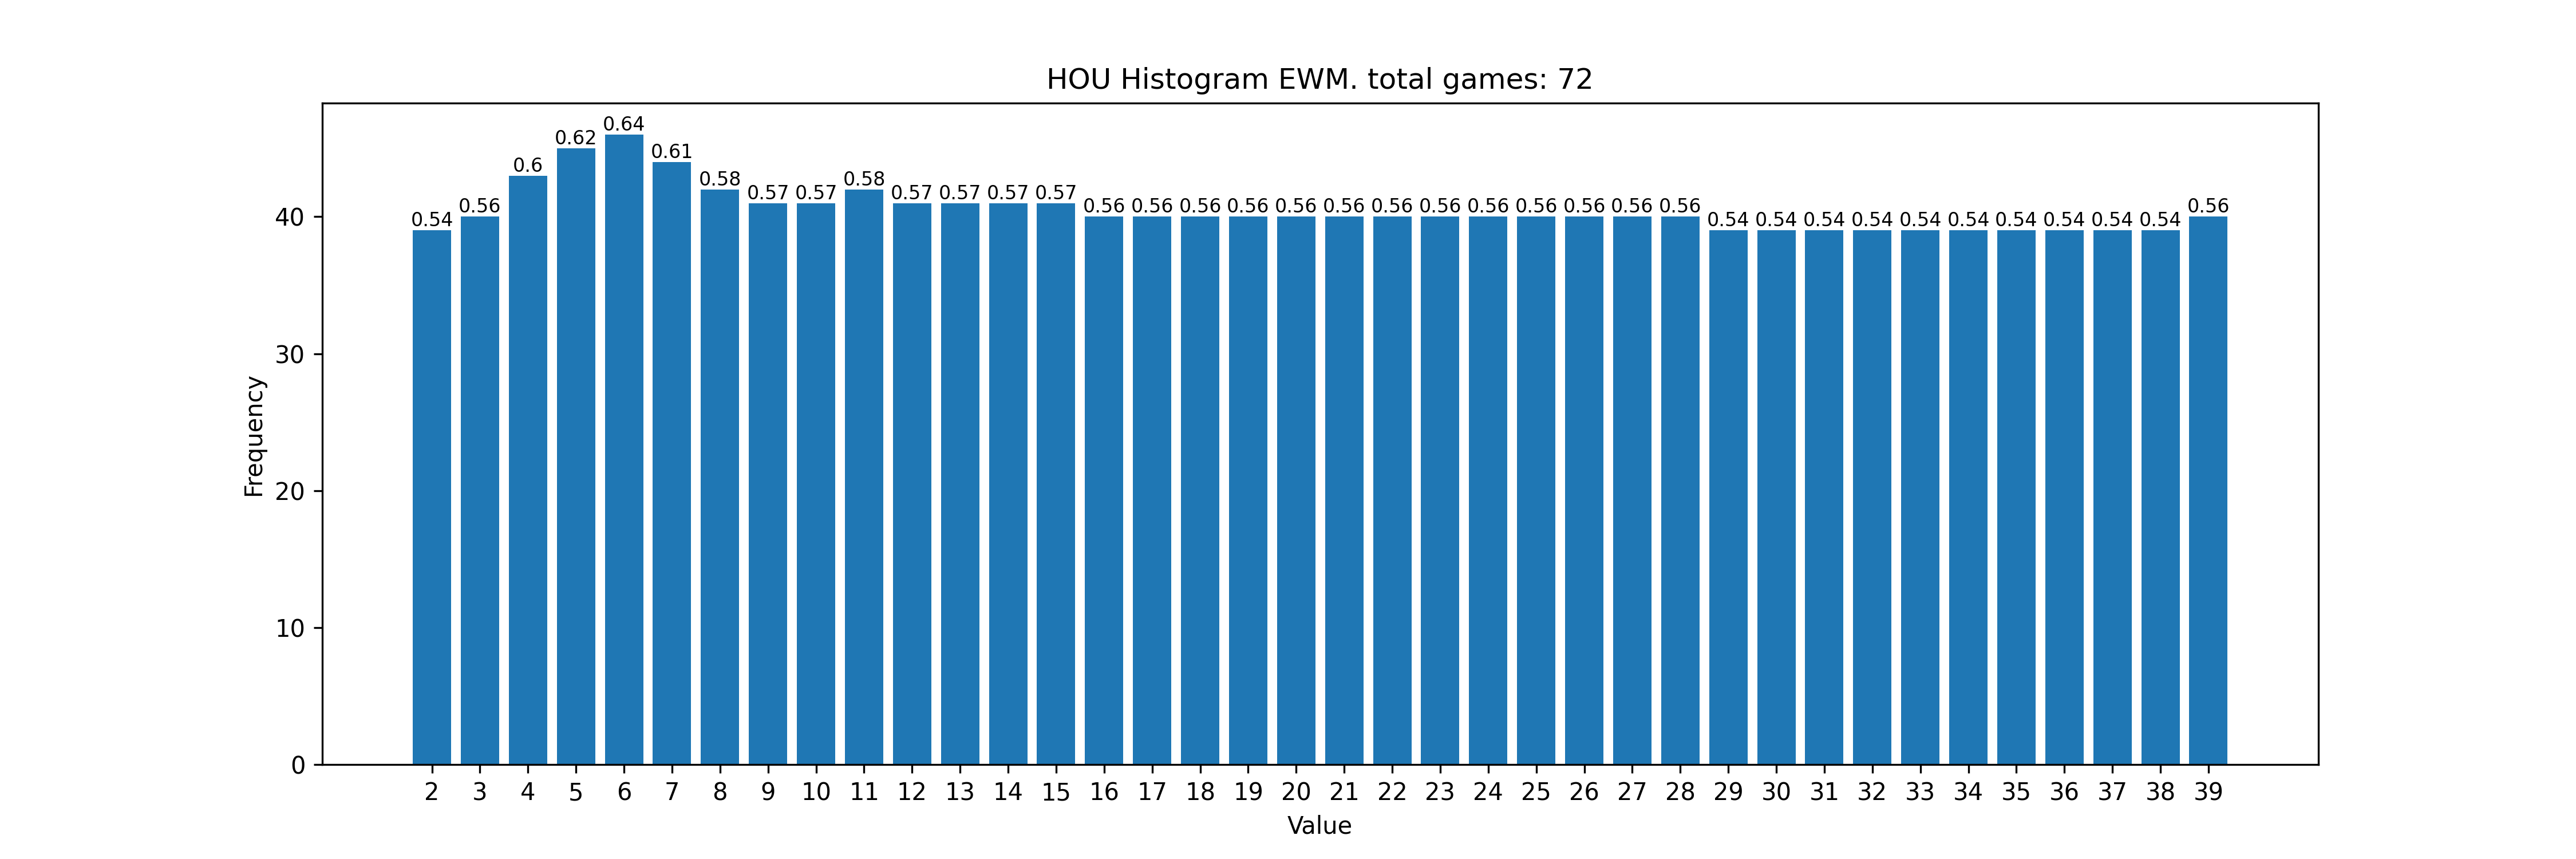 HOU Histogram EWM. total games: 72
0.54 0.56 0.6 0.62 0.64 0.61 0.58 0.57 0.57 0.58 0.57 0.57 0.57 0.57 0.56 0.56 0.56 0.56 0.56 0.56 0.56 0.56 0.56 0.56 0.56 0.56 0.56 0.54 0.54 0.54 0.54 0.54 0.54 0.54 0.54 0.54 0.54 0.56
Frequency
40
30
20
10
0
2 3 4 5 6 7 8 9 10 11 12 13 14 15 16 17 18 19 20 21 22 23 24 25 26 27 28 29 30 31 32 33 34 35 36 37 38 39
Value